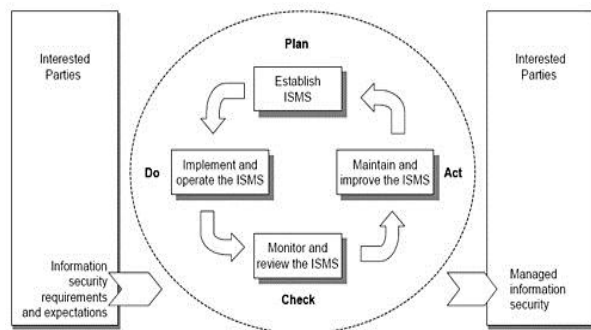 Interested
Parties
Plan
Establish
ISMS
Do
Implement and
operate the ISMS
Maintain and
improve the ISMS
Act
Monitor and
review the ISMS
Check
Information
security
requirements
and expectations
Interested
Parties
Managed
information
security